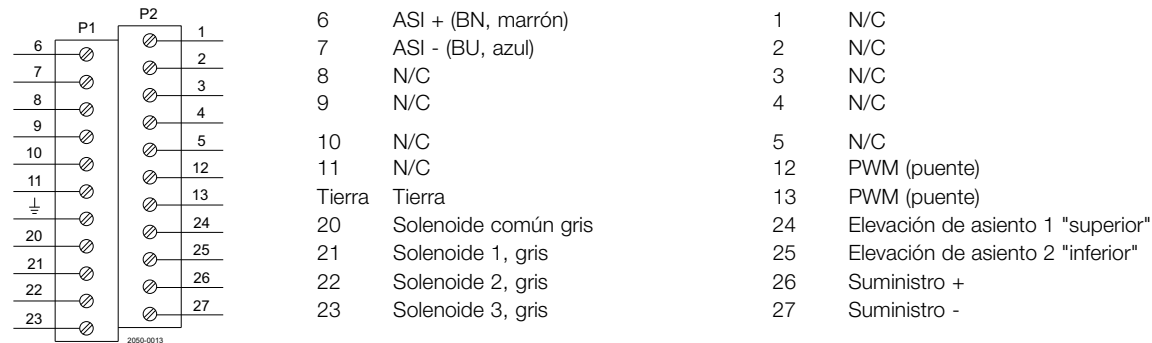 P1
P2
6
7
8
9
10
11
20
21
22
23
1
2
3
4
5
12
13
24
25
26
27
2050-0013
6 ASI + (BN, marrón)
7 ASI - (BU, azul)
8 N/C
9 N/C
10 N/C
11 N/C
Tierra Tierra
20 Solenoide común gris
21 Solenoide 1, gris
22 Solenoide 2, gris
23 Solenoide 3, gris
1 N/C
2 N/C
3 N/C
4 N/C
5 N/C
12 PWM (puente)
13 PWM (puente)
24 Elevación de asiento 1 "superior"
25 Elevación de asiento 2 "inferior"
26 Suministro +
27 Suministro -